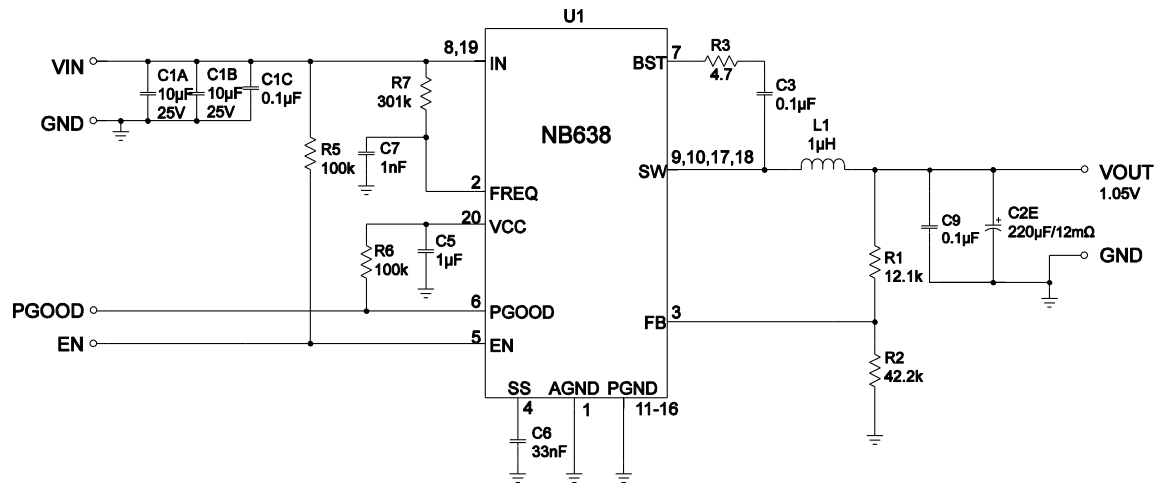 U1
NB638
8,19
IN
7
BST
R3
4.7
VIN
C1A
10μF
25V
C1B
10μF
25V
C1C
0.1μF
R7
301k
C3
0.1μF
GND
L1
1μH
R5
100k
C7
1nF
9,10,17,18
SW
VOUT
1.05V
2
FREQ
20
VCC
C9
0.1μF
+
C2E
220μF/12mΩ
R6
100k
C5
1μF
R1
12.1k
GND
PGOOD
6
PGOOD
3
FB
EN
5
EN
R2
42.2k
SS
AGND
PGND
4
1
11-16
C6
33nF